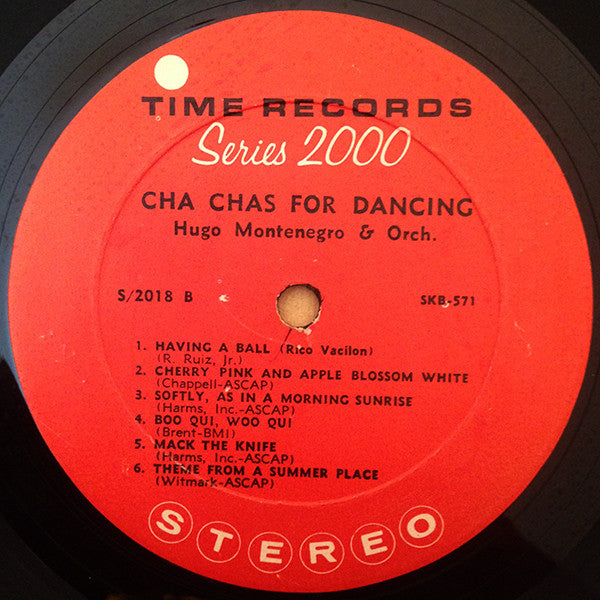 TIME RECORDS
Series 2000
CHA CHAS FOR DANCING
Hugo Montenegro & Orch.
S/2018 B SKB-571
1. HAVING A BALL (Rico Vacilon)
(R. Ruiz, Jr.)
2. CHERRY PINK AND APPLE BLOSSOM WHITE
(Chappell-ASCAP)
3. SOFTLY, AS IN A MORNING SUNRISE
(Harms, Inc.-ASCAP)
4. BOO QUI, WOO QUI
(Brent-BMI)
5. MACK THE KNIFE
(Harms, Inc.-ASCAP)
6. THEME FROM A SUMMER PLACE
(Witmark-ASCAP)
STEREO